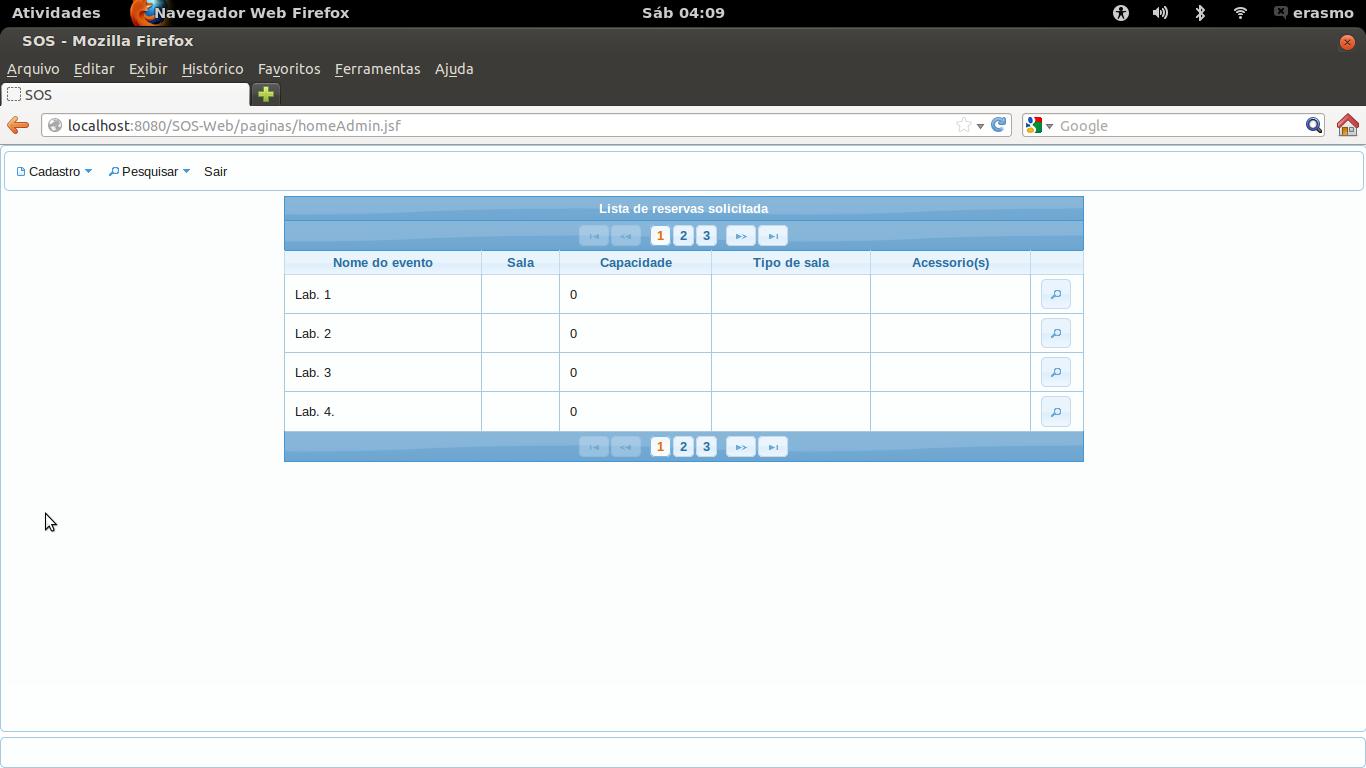 Atividades Navegador Web Firefox Sáb 04:09 erasmo
SOS - Mozilla Firefox
Arquivo Editar Exibir Histórico Favoritos Ferramentas Ajuda
SOS
localhost:8080/SOS-Web/paginas/homeAdmin.jsf Google
Cadastro Pesquisar Sair
Lista de reservas solicitada
1 2 3
Nome do evento Sala Capacidade Tipo de sala Acessorio(s)
Lab. 1 0
Lab. 2 0
Lab. 3 0
Lab. 4. 0
1 2 3